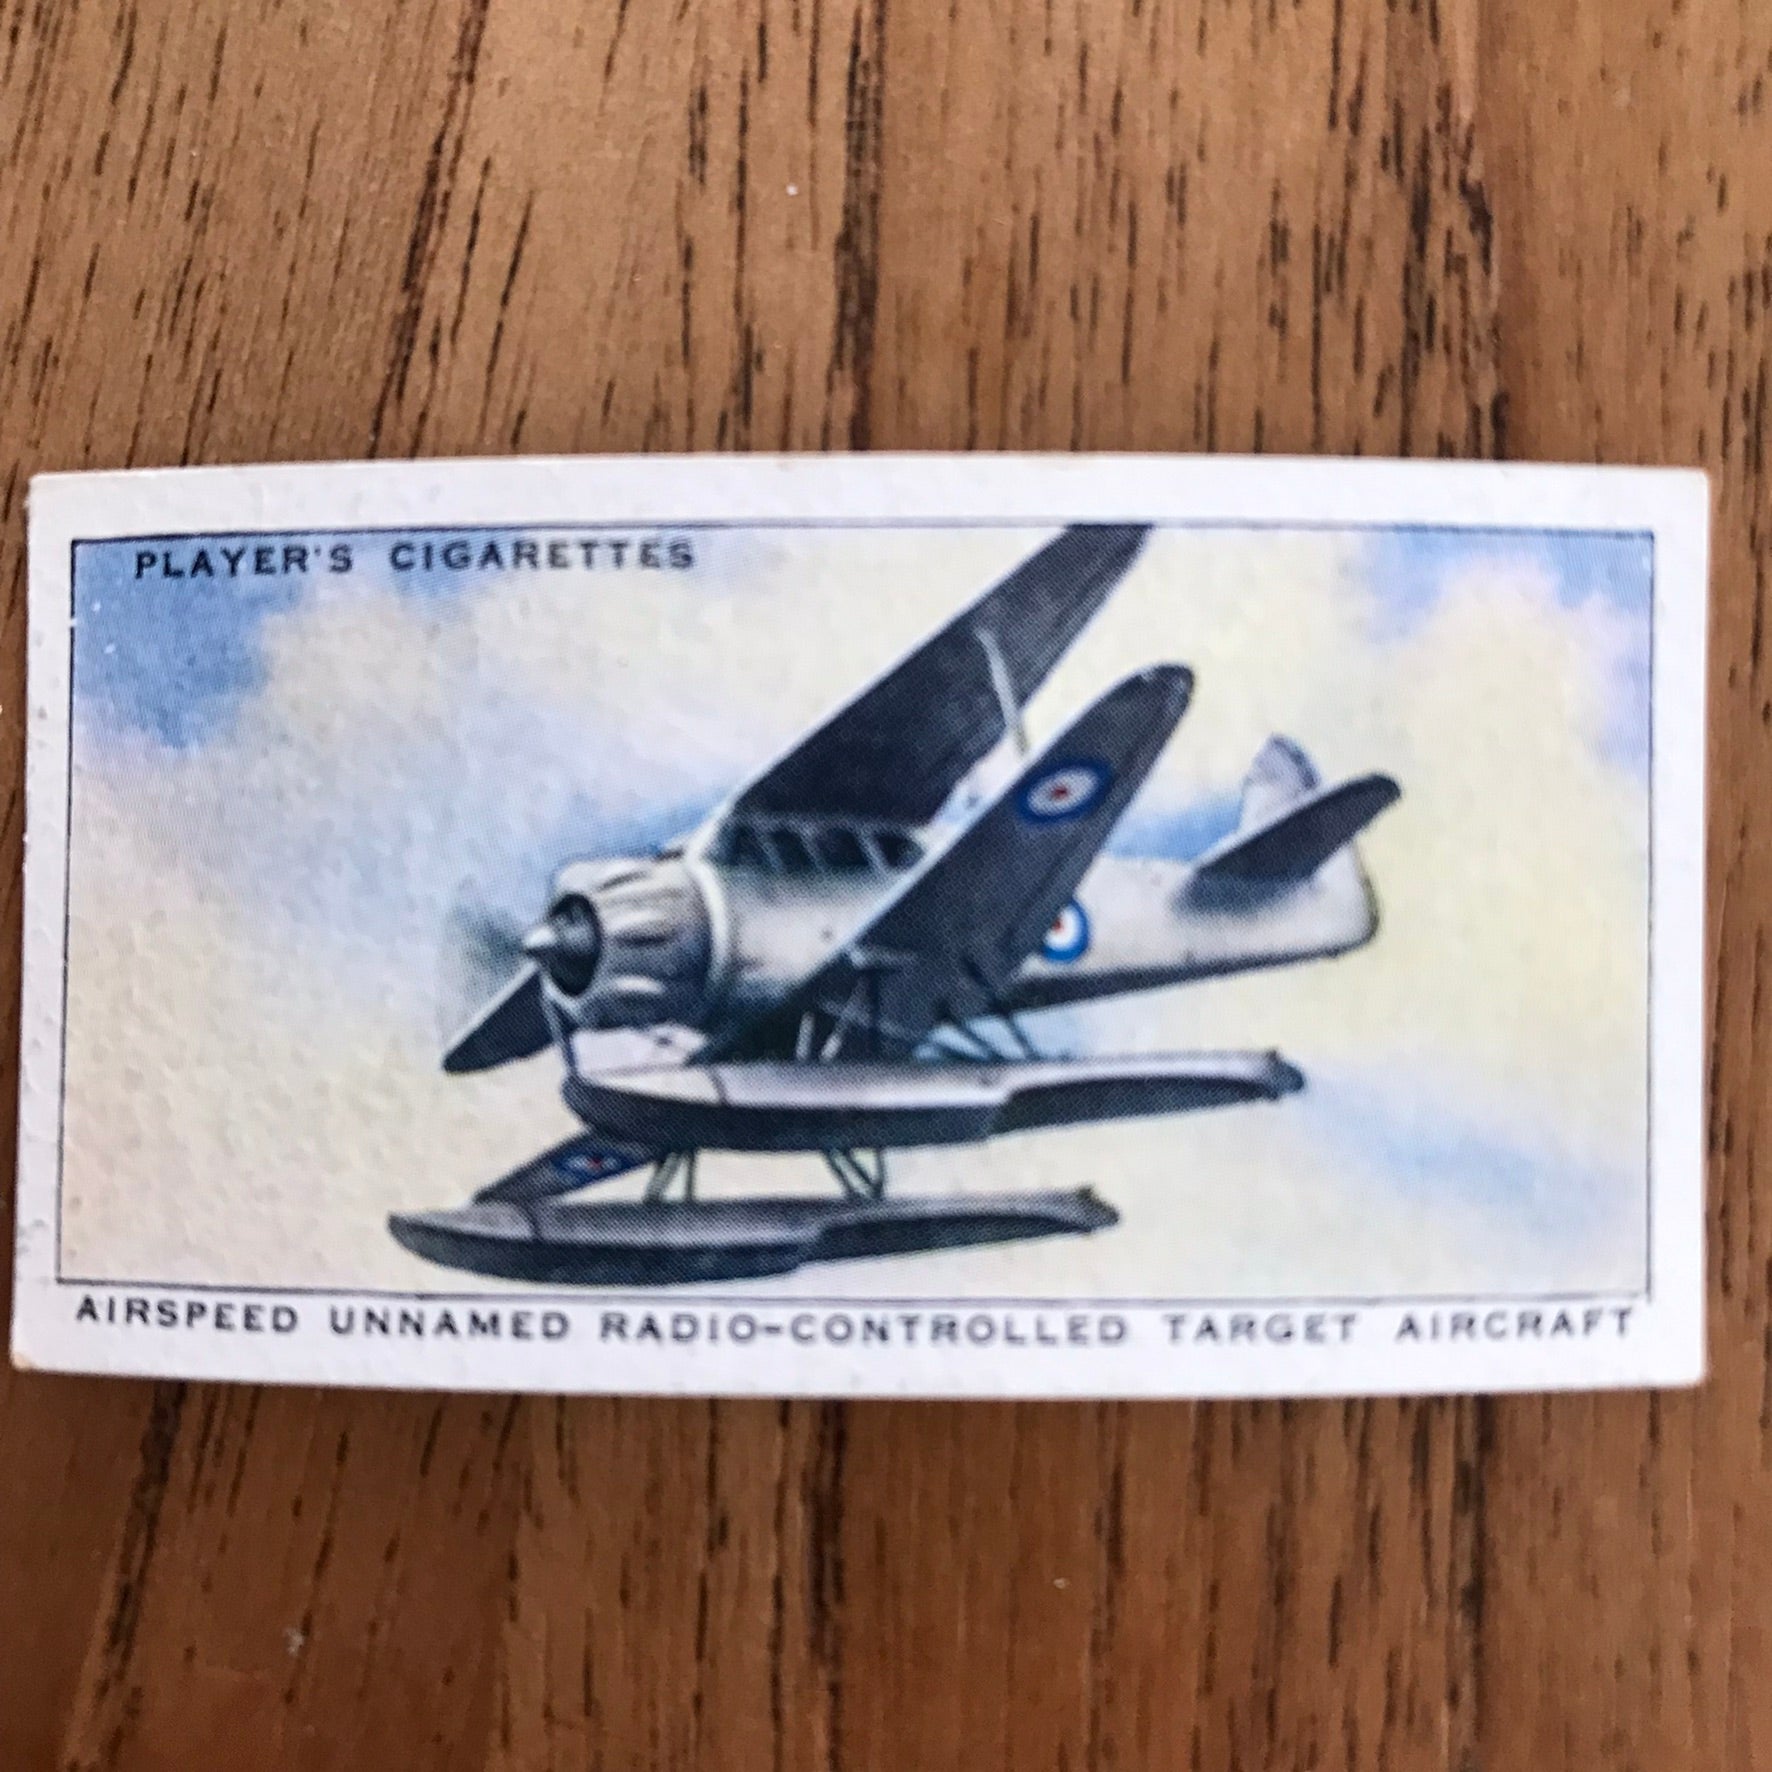 PLAYER'S CIGARETTES
AIRSPEED UNNAMED RADIO-CONTROLLED TARGET AIRCRAFT